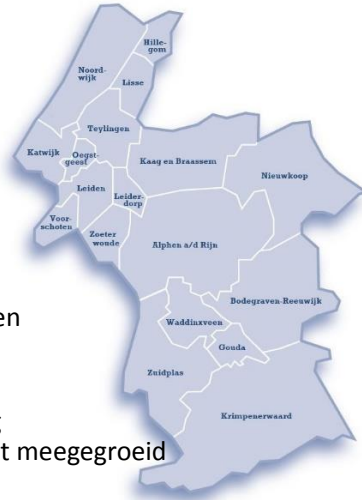 Hille-
gom
Noord-
wijk
Lisse
Teylingen
Katwijk
Oegst-
geest
Kaag en Braassem
Nieuwkoop
Leiden
Leider-
dorp
Voor-
schoten
Zoeter
woude
Alphen a/d Rijn
Bodegraven-Reeuwijk
en
Waddinxveen
Gouda
Zuidplas
t meegegroeid
Krimpenerwaard